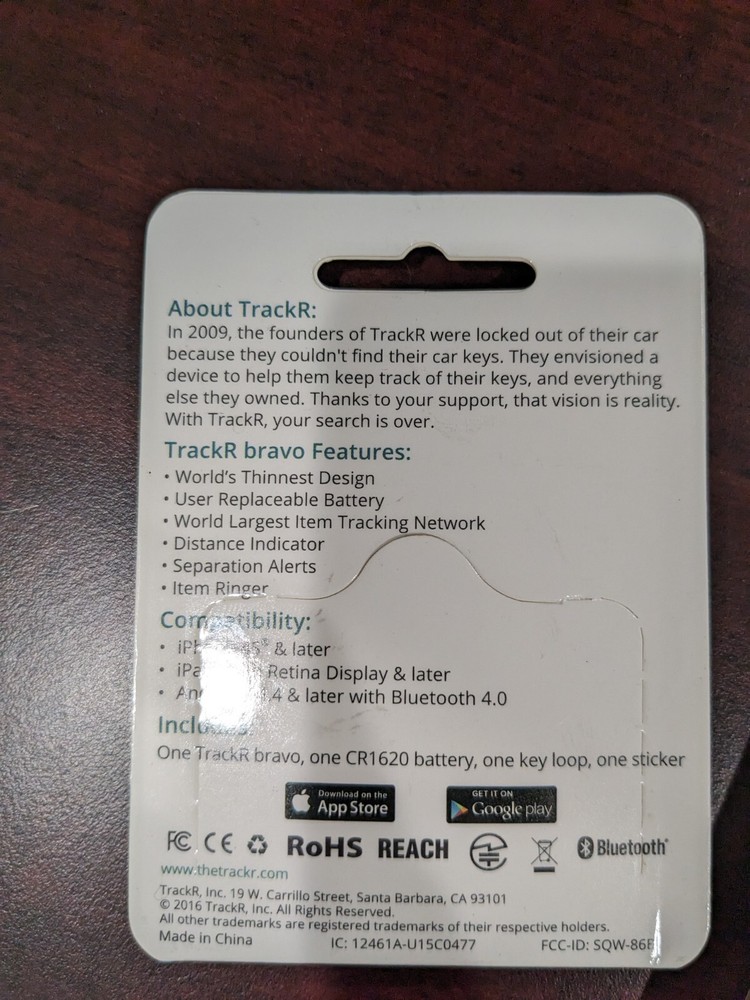 About TrackR:
In 2009, the founders of TrackR were locked out of their car
because they couldn't find their car keys. They envisioned a
device to help them keep track of their keys, and everything
else they owned. Thanks to your support, that vision is reality.
With TrackR, your search is over.
TrackR bravo Features:
• World's Thinnest Design
• User Replaceable Battery
• World Largest Item Tracking Network
• Distance Indicator
• Separation Alerts
• Item Ringer
Compatibility:
• & later
• Retina Display & later
• & later with Bluetooth 4.0
Includes:
One TrackR bravo, one CR1620 battery, one key loop, one sticker
Download on the
App Store
GET IT ON
Google play
FC CE RoHS REACH Bluetooth®
www.thetrackr.com
TrackR, Inc. 19 W. Carrillo Street, Santa Barbara, CA 93101
© 2016 TrackR, Inc. All Rights Reserved.
All other trademarks are registered trademarks of their respective holders.
Made in China IC: 12461A-U15C0477 FCC-ID: